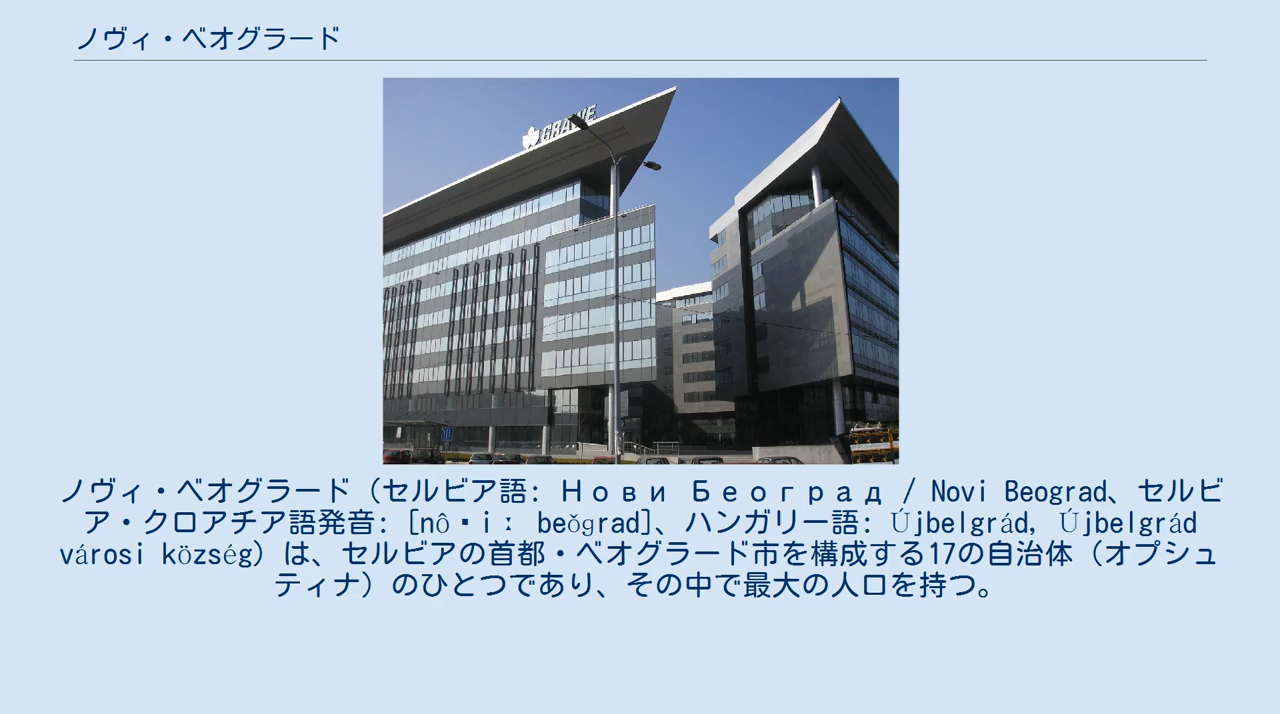 ノヴィ・ベオグラード
GRAWE
ノヴィ・ベオグラード（セルビア語: Нови Београд / Novi Beograd、セルビ
ア・クロアチア語発音: [nôʋiː beǒɡrad]、ハンガリー語: Újbelgrád, Újbelgrád
városi község）は、セルビアの首都・ベオグラード市を構成する17の自治体（オプシュ
ティナ）のひとつであり、その中で最大の人口を持つ。